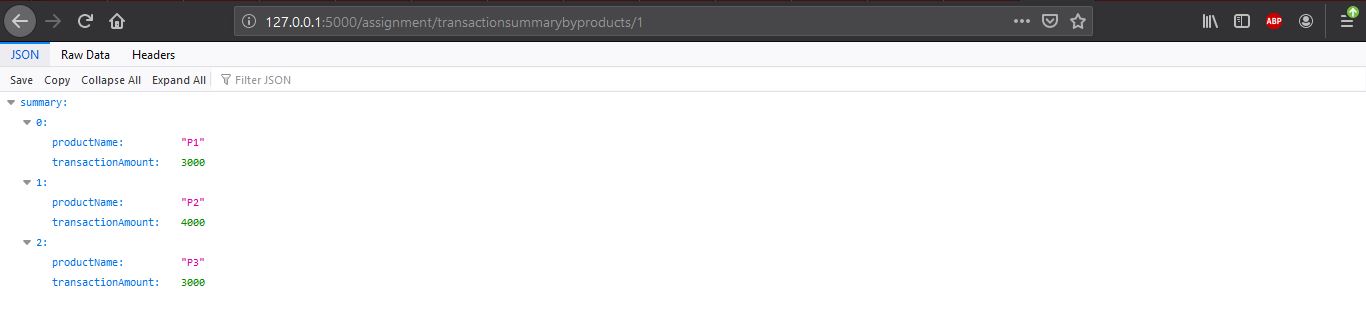 127.0.0.1:5000/assignment/transactionsummarybyproducts/1
ABP
JSON Raw Data Headers
Save Copy Collapse All Expand All Filter JSON
summary:
0:
productName: "P1"
transactionAmount: 3000
1:
productName: "P2"
transactionAmount: 4000
2:
productName: "P3"
transactionAmount: 3000